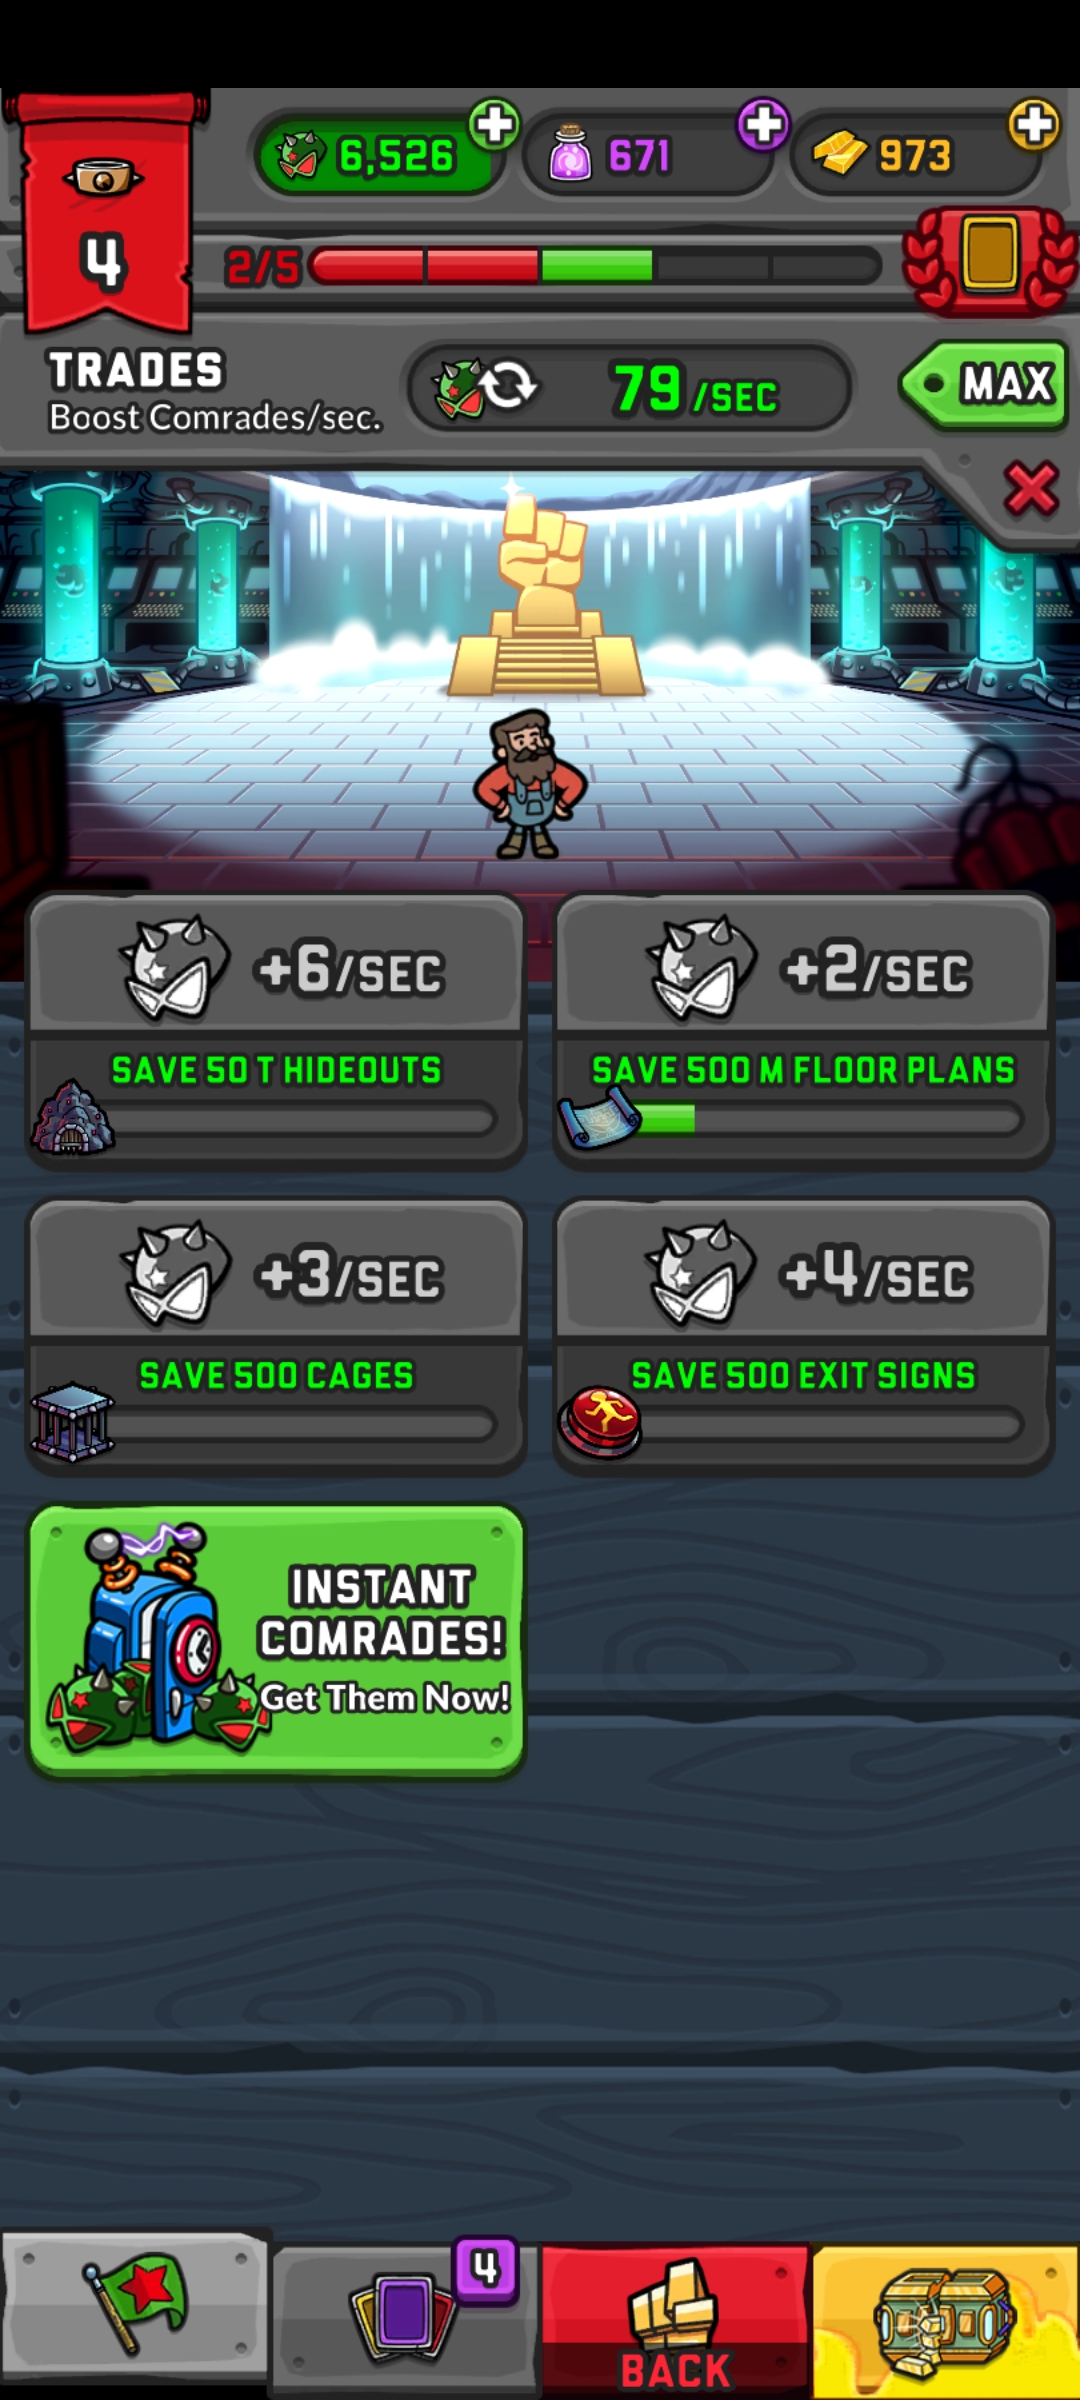 6,526
671
973
4
2/5
TRADES
Boost Comrades/sec.
79/SEC
MAX
+6/SEC
+2/SEC
SAVE 50 T HIDEOUTS
SAVE 500 M FLOOR PLANS
+3/SEC
+4/SEC
SAVE 500 CAGES
SAVE 500 EXIT SIGNS
INSTANT
COMRADES!
Get Them Now!
4
BACK